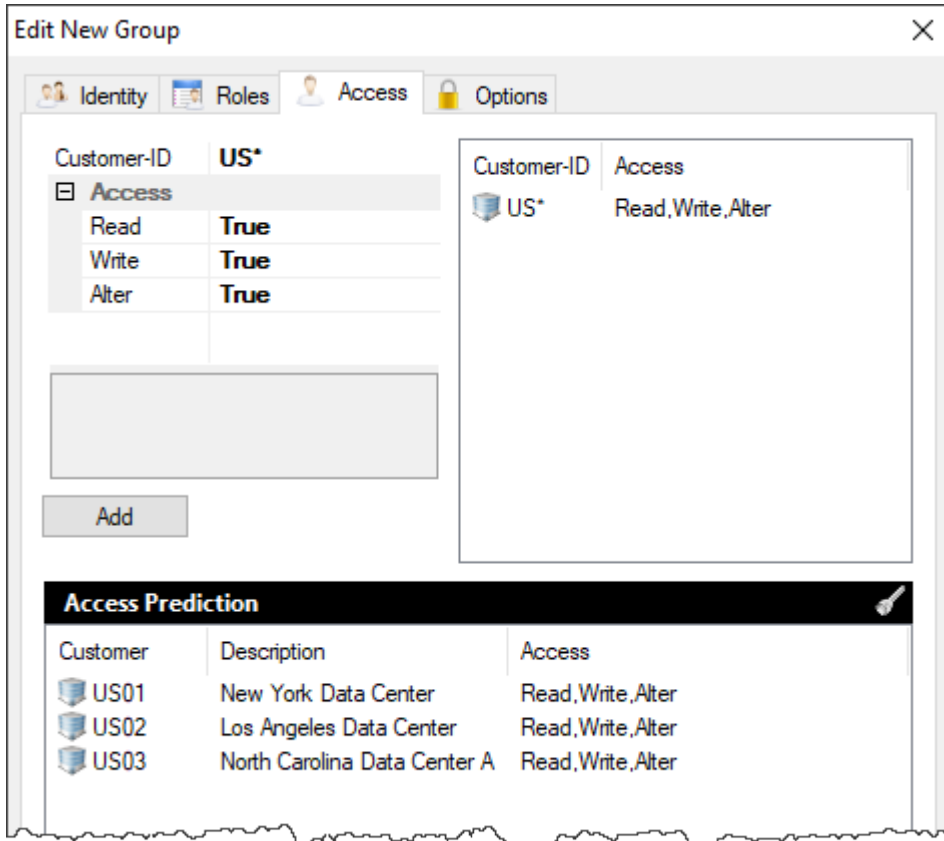 Edit New Group
Identity Roles Access Options
Customer-ID US*
Access
Read True
Write True
Alter True
Add
Customer-ID Access
US* Read,Write,Alter
Access Prediction
Customer Description Access
US01 New York Data Center Read,Write,Alter
US02 Los Angeles Data Center Read,Write,Alter
US03 North Carolina Data Center A Read,Write,Alter